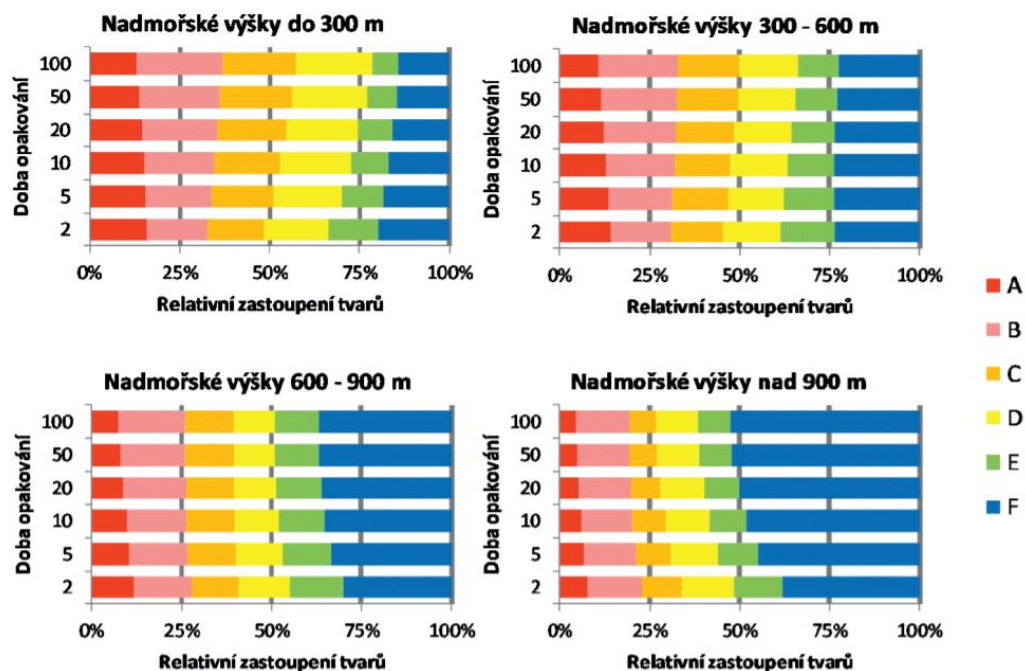 Nadmořské výšky do 300 m
Doba opakování
100
50
20
10
5
2
0% 25% 50% 75% 100%
Relativní zastoupení tvarů
Nadmořské výšky 300 - 600 m
Doba opakování
100
50
20
10
5
2
0% 25% 50% 75% 100%
Relativní zastoupení tvarů
A
B
C
D
E
F
Nadmořské výšky 600 - 900 m
Doba opakování
100
50
20
10
5
2
0% 25% 50% 75% 100%
Relativní zastoupení tvarů
Nadmořské výšky nad 900 m
Doba opakování
100
50
20
10
5
2
0% 25% 50% 75% 100%
Relativní zastoupení tvarů